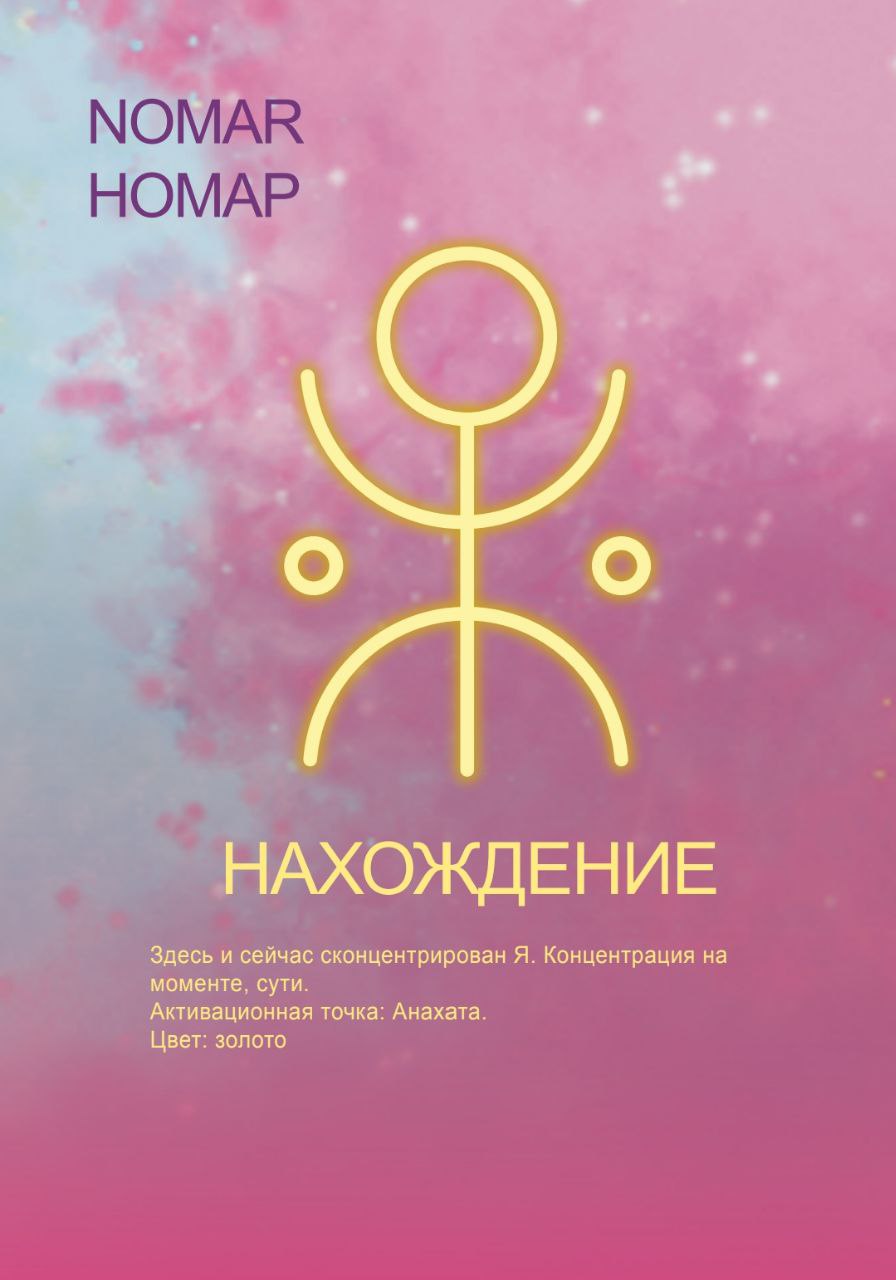 NOMAR
НОМАР
НАХОЖДЕНИЕ
Здесь и сейчас сконцентрирован Я. Концентрация на
моменте, сути.
Активационная точка: Анахата.
Цвет: золото